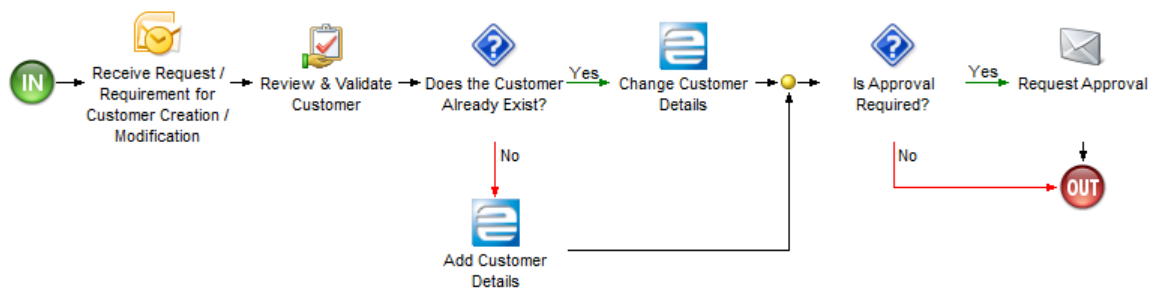 IN
Receive Request /
Requirement for
Customer Creation /
Modification
Review & Validate
Customer
Does the Customer
Already Exist?
Yes
Change Customer
Details
Is Approval
Required?
Yes
Request Approval
No
No
OUT
Add Customer
Details